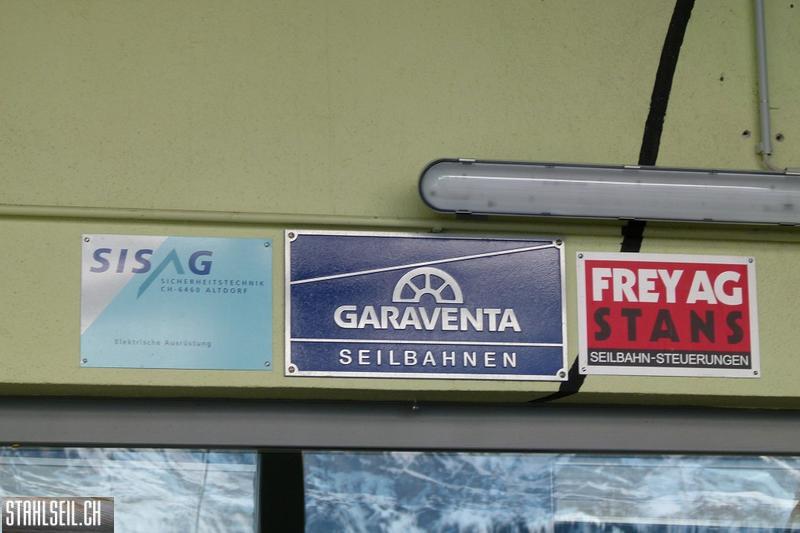 SISAG
SICHERHEITSTECHNIK
CH-6460 ALTDORF
Elektrische Ausrüstung
GARAVENTA
SEILBAHNEN
FREY AG
STANS
SEILBAHN-STEUERUNGEN
STAHLSEIL.CH